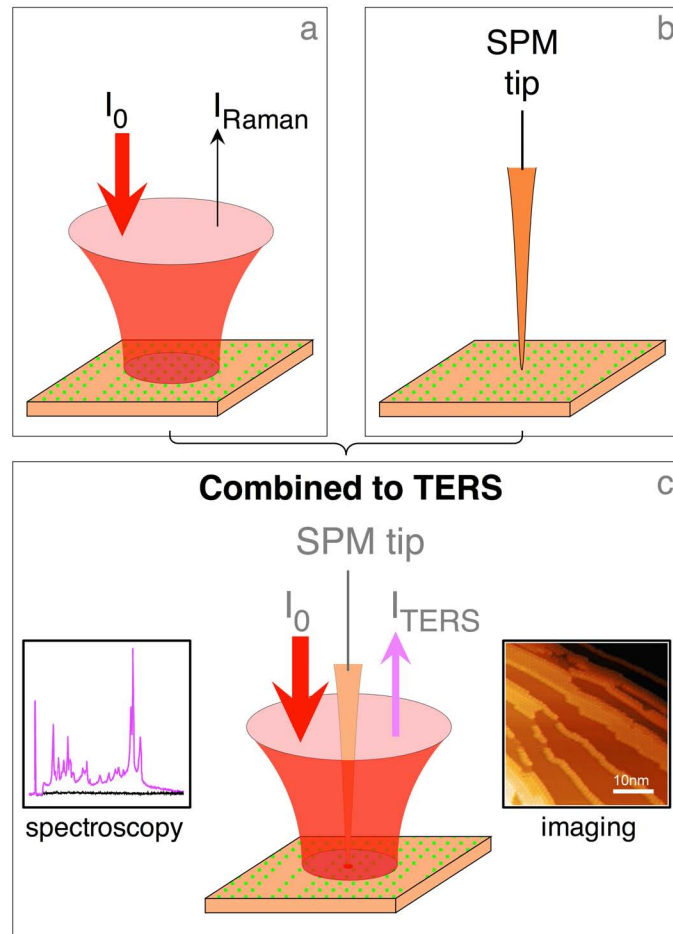 a
I0
IRaman
b
SPM
tip
Combined to TERS
c
SPM tip
I0
ITERS
spectroscopy
10nm
imaging